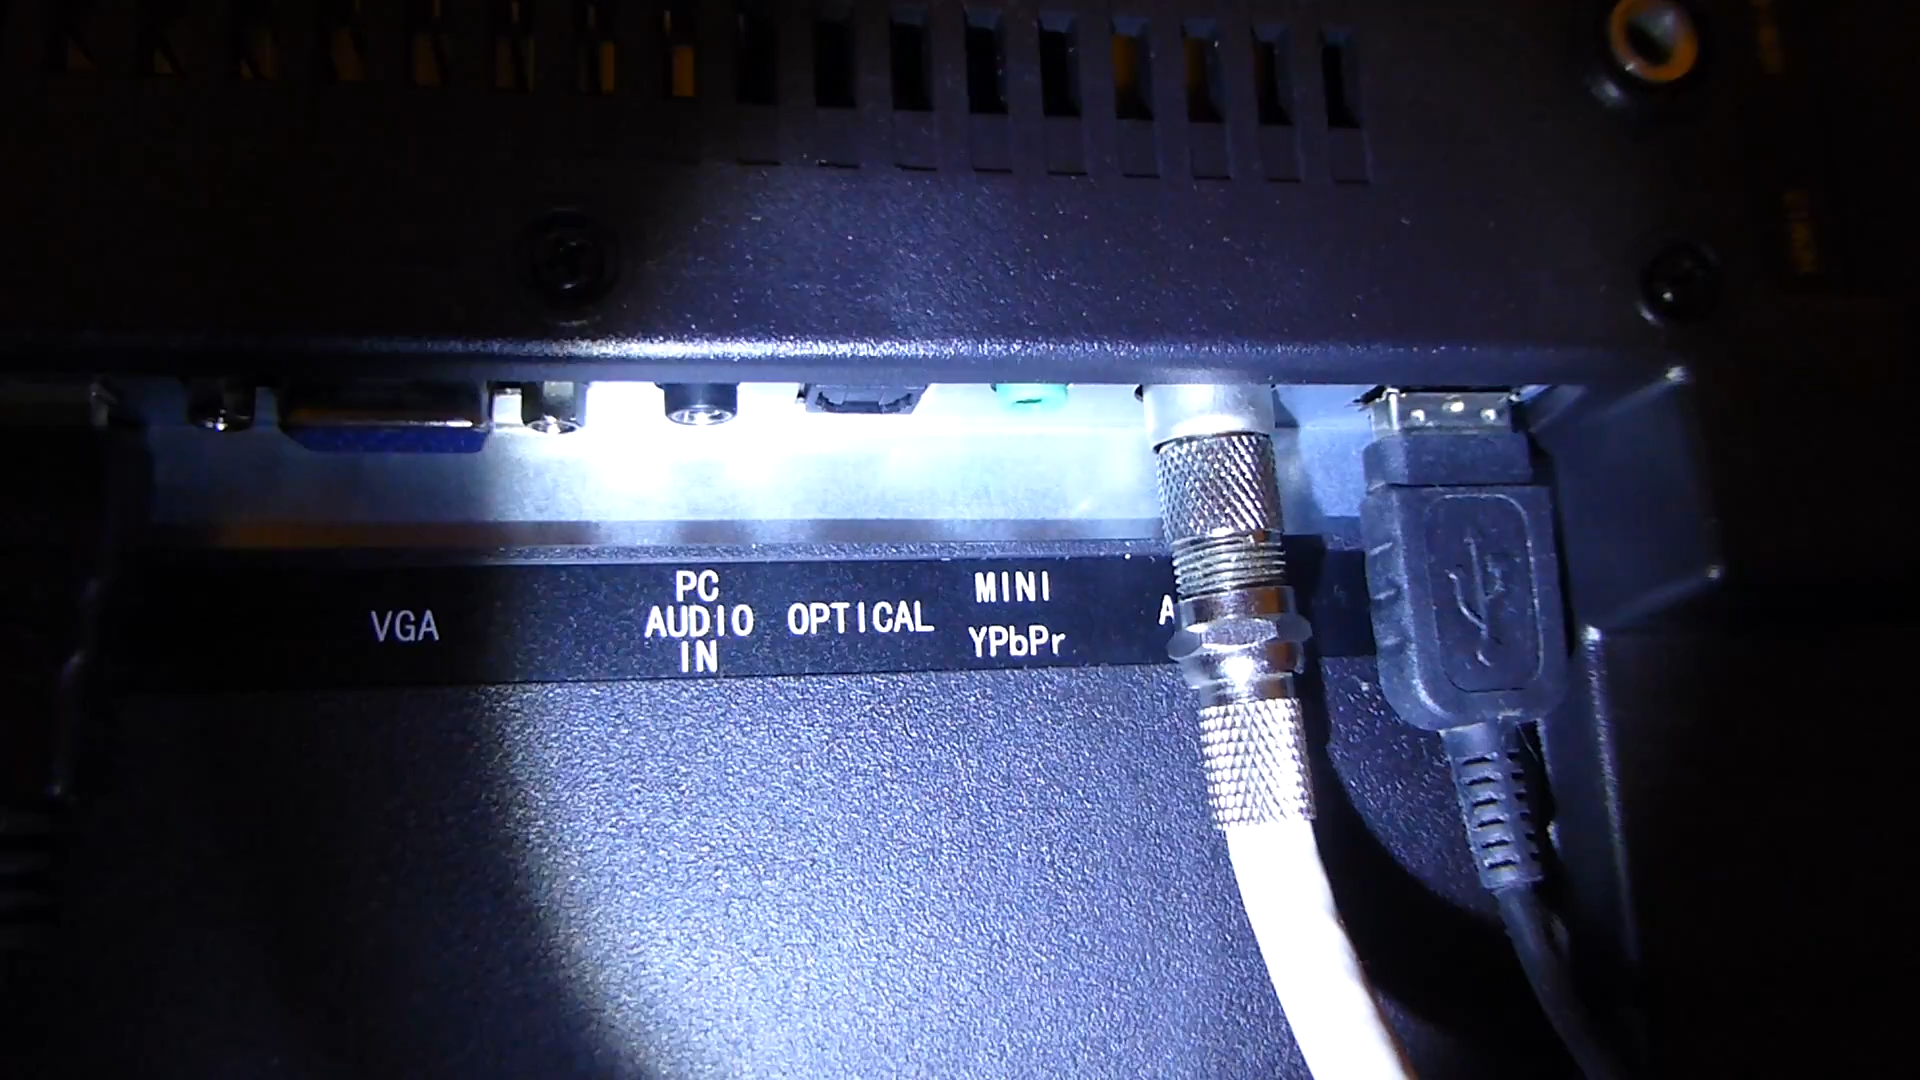 VGA
PC
AUDIO
IN
OPTICAL
MINI
YPbPr